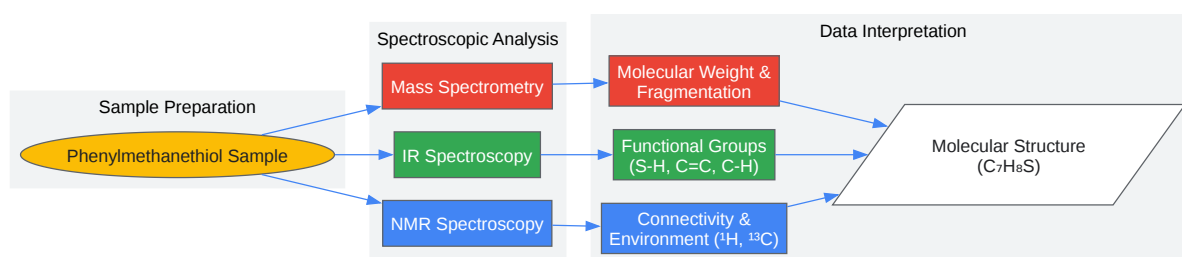 Sample Preparation
Phenylmethanethiol Sample
Spectroscopic Analysis
Mass Spectrometry
IR Spectroscopy
NMR Spectroscopy
Data Interpretation
Molecular Weight &
Fragmentation
Functional Groups
(S-H, C=C, C-H)
Connectivity &
Environment (¹H, ¹³C)
Molecular Structure
(C₇H₈S)